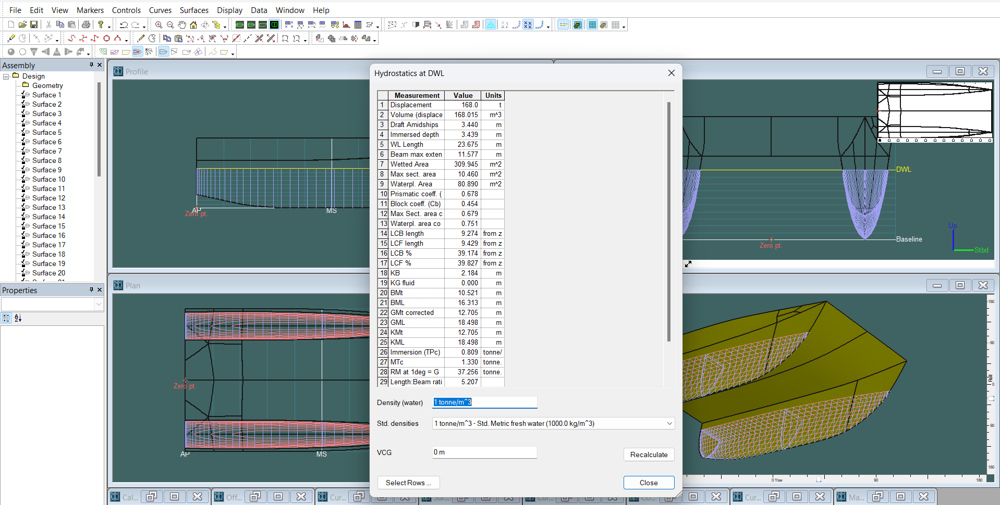 File Edit View Markers Controls Curves Surfaces Display Data Window Help
Assembly
Design
Geometry
Surface 1
Surface 2
Surface 3
Surface 4
Surface 5
Surface 6
Surface 7
Surface 8
Surface 9
Surface 10
Surface 11
Surface 12
Surface 13
Surface 14
Surface 15
Surface 16
Surface 17
Surface 18
Surface 19
Surface 20
Properties
Profile
AP
Zero pt.
MS
Plan
Zero pt.
AP
MS
Hydrostatics at DWL
Measurement Value Units
1 Displacement 168.0 t
2 Volume (displace 168.015 m^3
3 Draft Amidships 3.440 m
4 Immersed depth 3.439 m
5 WL Length 23.675 m
6 Beam max exten 11.577 m
7 Wetted Area 309.945 m^2
8 Max sect. area 10.460 m^2
9 Waterpl. Area 80.890 m^2
10 Prismatic coeff. ( 0.678
11 Block coeff. (Cb) 0.454
12 Max Sect. area c 0.679
13 Waterpl. area co 0.751
14 LCB length 9.274 from z
15 LCF length 9.429 from z
16 LCB % 39.174 from z
17 LCF % 39.827 from z
18 KB 2.184 m
19 KG fluid 0.000 m
20 BMt 10.521 m
21 BML 16.313 m
22 GMt corrected 12.705 m
23 GML 18.498 m
24 KMt 12.705 m
25 KML 18.498 m
26 Immersion (TPc) 0.809 tonne/
27 MTc 1.330 tonne.
28 RM at 1deg = G 37.256 tonne.
29 Length:Beam rati 5.207
Density (water) 1 tonne/m^3
Std. densities 1 tonne/m^3 - Std. Metric fresh water (1000.0 kg/m^3)
VCG 0 m
Recalculate
Select Rows ... Close
DWL
Baseline
Zero pt.
Up
Stbd
180
-90
Roll
0
90
180
0 Yaw 90 180
Cal... Off... Cur... Cur... Ma...